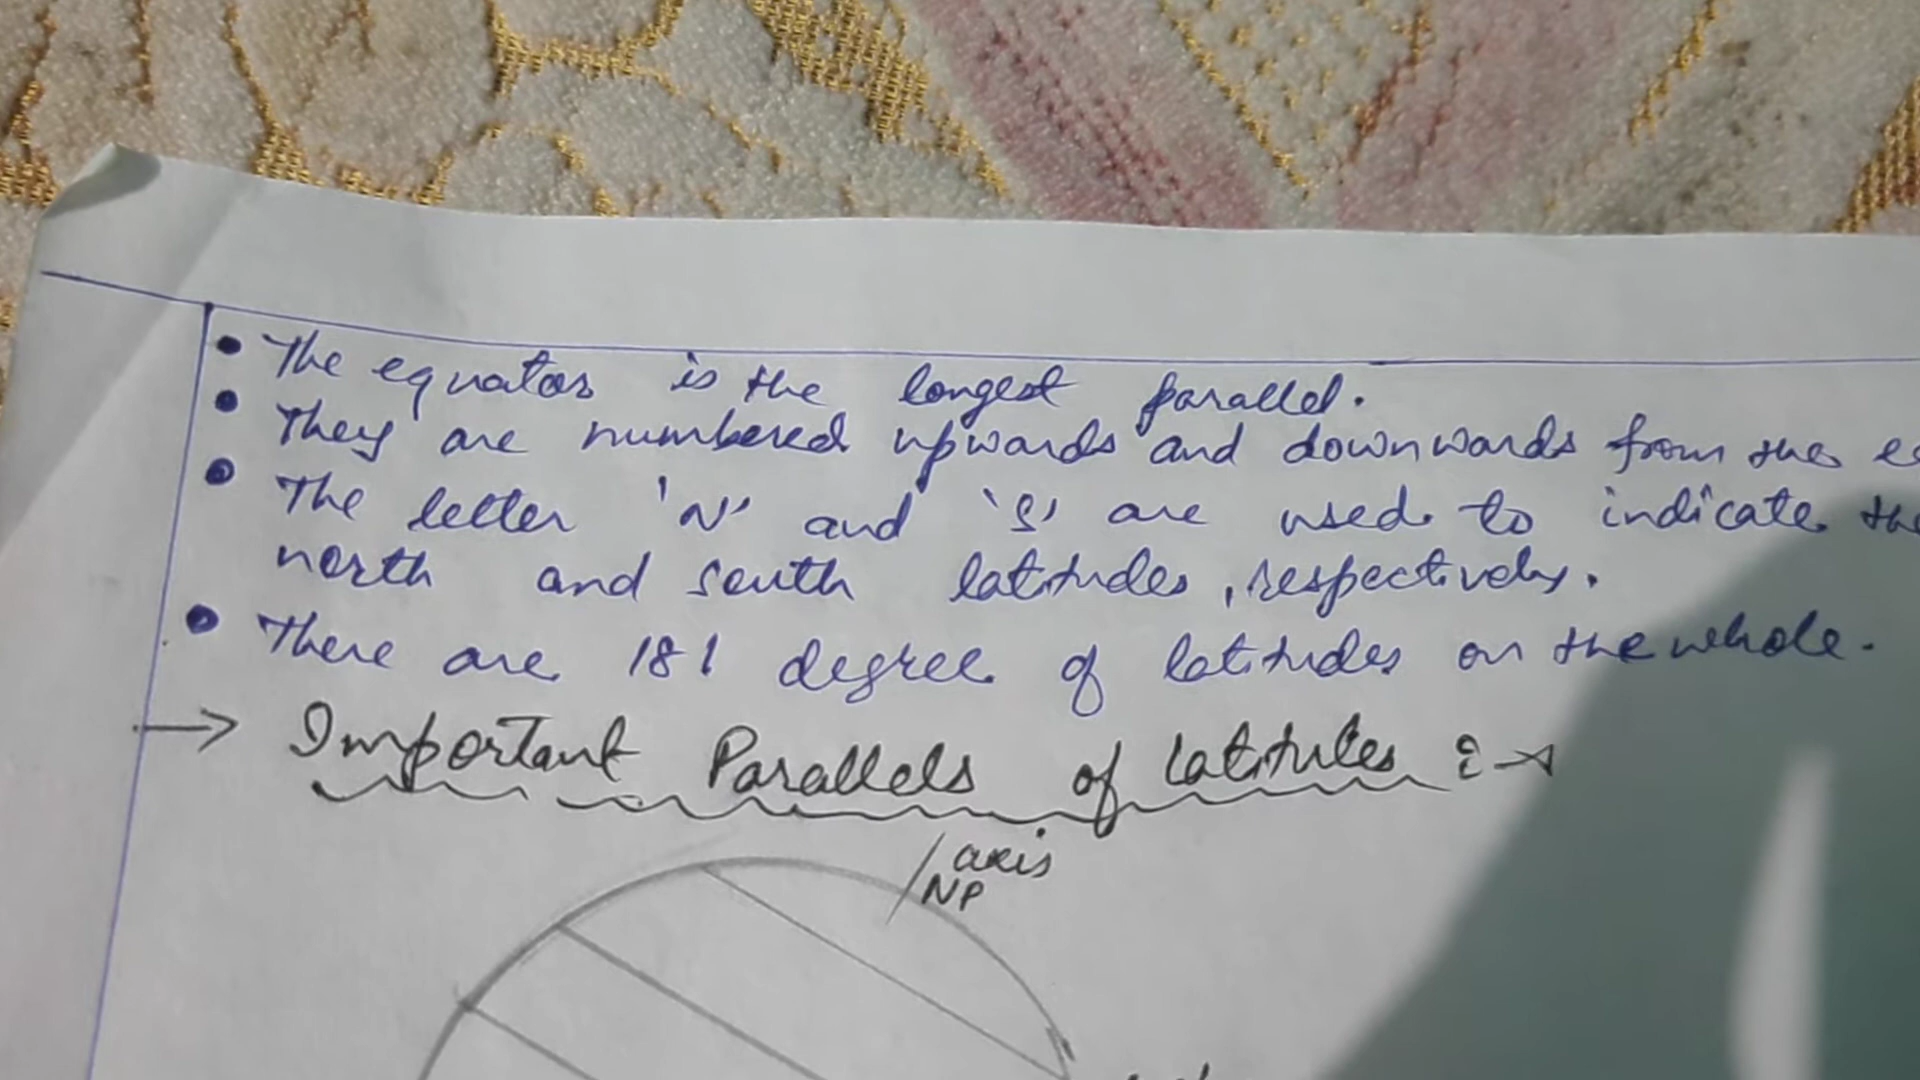 • The equator is the longest parallel.
• They are numbered upwards and downwards from the
• The letter 'N' and 'S' are used to indicate the
north and south latitudes, respectively.
• There are 181 degree of latitudes on the whole.
→ Important Parallels of Latitudes :→
axis
NP